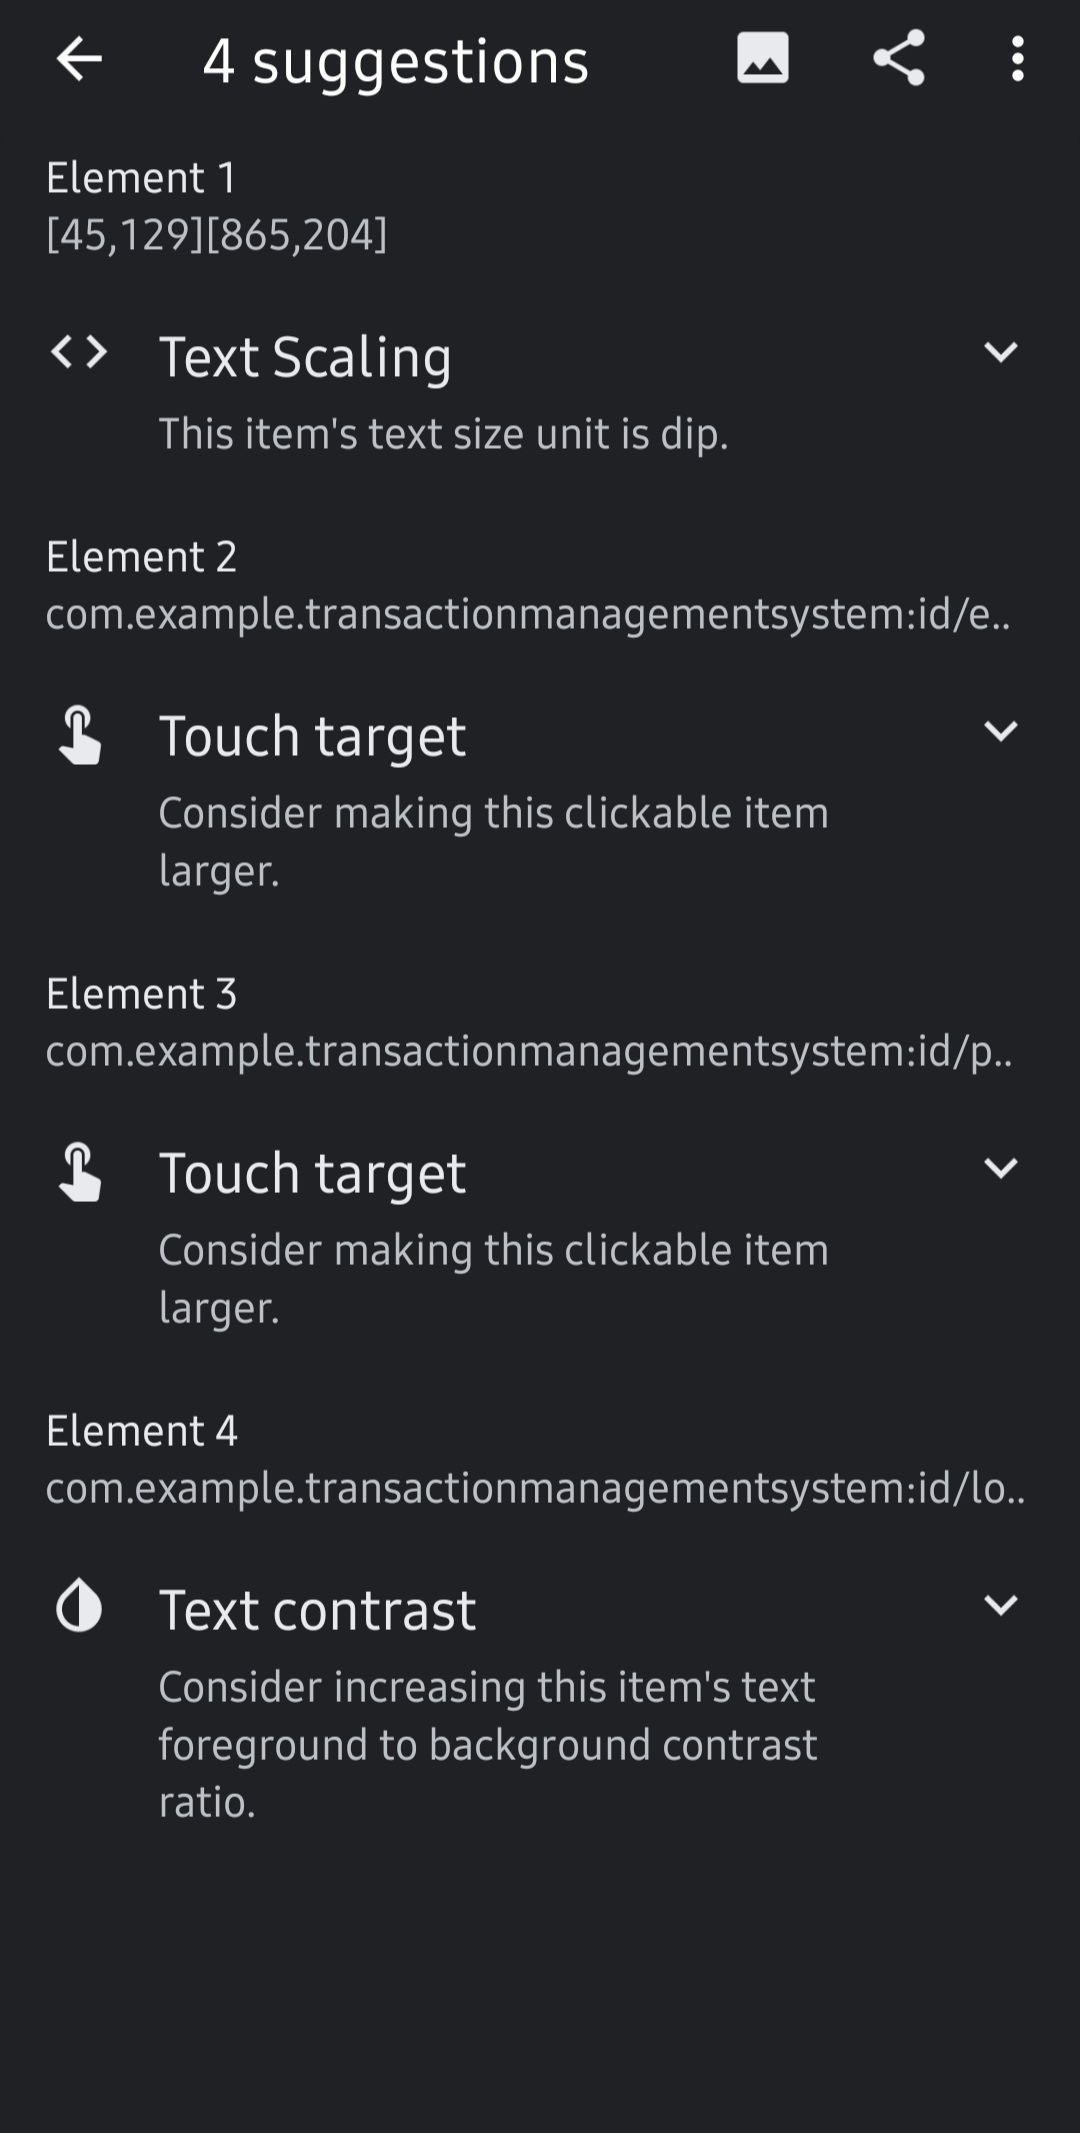 4 suggestions
Element 1
[45,129][865,204]
Text Scaling
This item's text size unit is dip.
Element 2
com.example.transactionmanagementsystem:id/e..
Touch target
Consider making this clickable item
larger.
Element 3
com.example.transactionmanagementsystem:id/p..
Touch target
Consider making this clickable item
larger.
Element 4
com.example.transactionmanagementsystem:id/lo..
Text contrast
Consider increasing this item's text
foreground to background contrast
ratio.